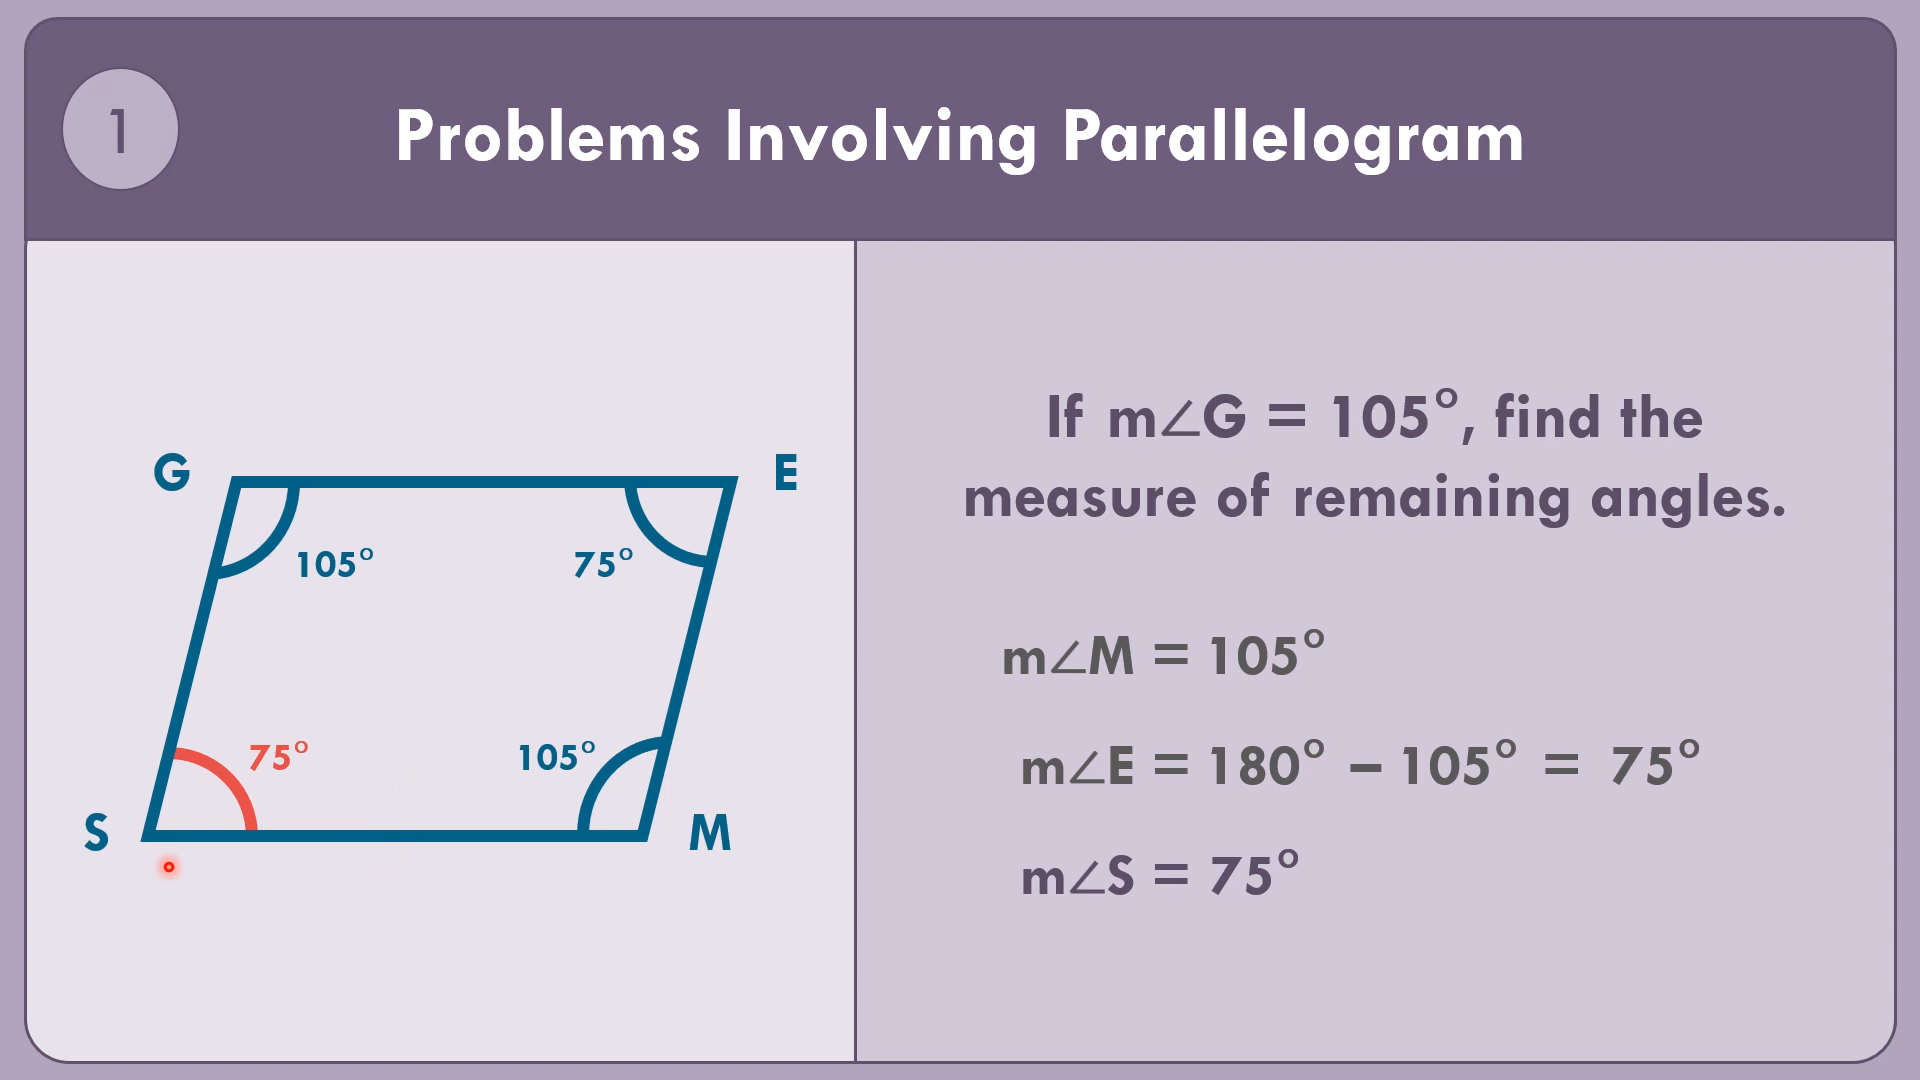 1
Problems Involving Parallelogram
G
E
105°
75°
75°
105°
S
M
If m∠G = 105°, find the
measure of remaining angles.
m∠M = 105°
m∠E = 180° – 105° = 75°
m∠S = 75°